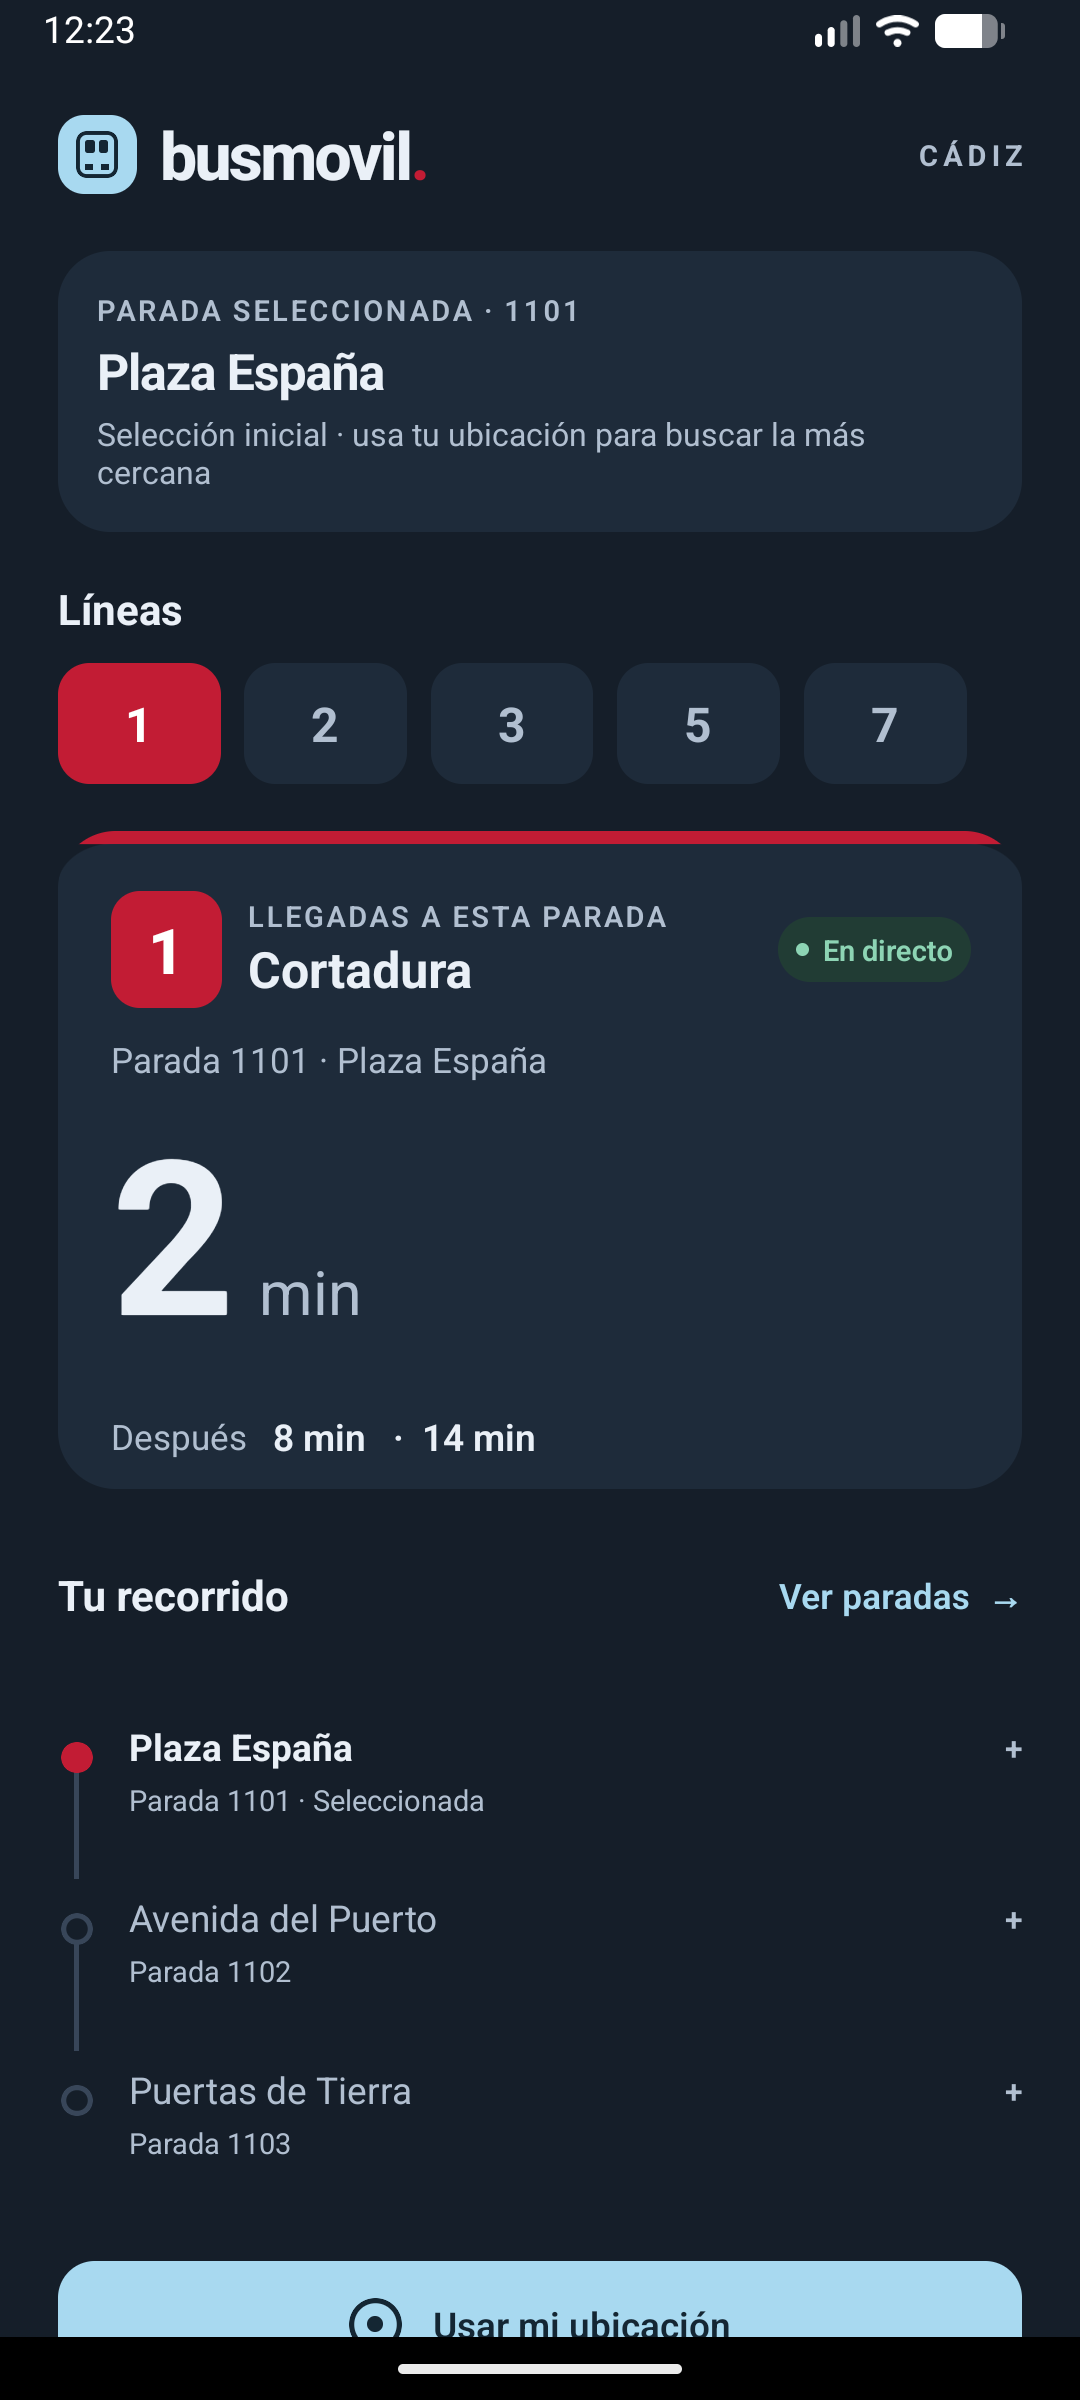 12:23
busmovil.
CÁDIZ
PARADA SELECCIONADA · 1101
Plaza España
Selección inicial · usa tu ubicación para buscar la más
cercana
Líneas
1 2 3 5 7
1
LLEGADAS A ESTA PARADA
Cortadura
En directo
Parada 1101 · Plaza España
2 min
Después 8 min · 14 min
Tu recorrido
Ver paradas →
Plaza España +
Parada 1101 · Seleccionada
Avenida del Puerto +
Parada 1102
Puertas de Tierra +
Parada 1103
Usar mi ubicación